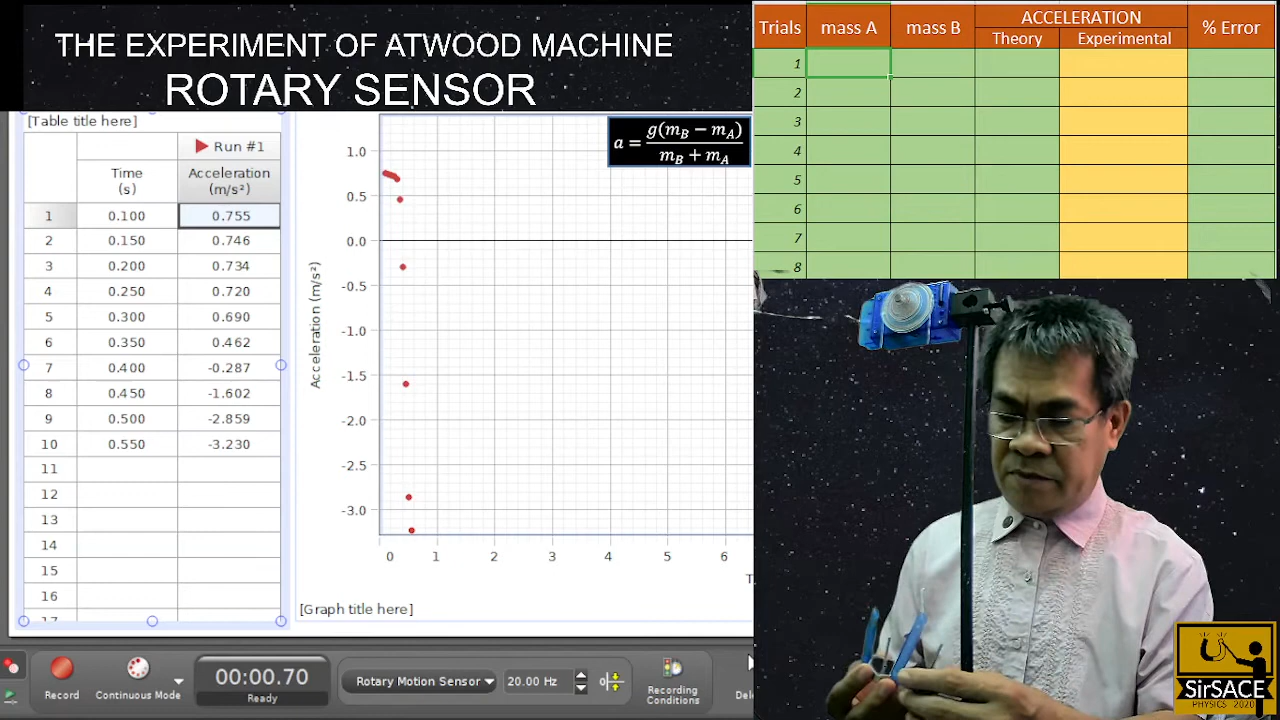 THE EXPERIMENT OF ATWOOD MACHINE
ROTARY SENSOR
[Table title here]
Run #1
Time (s) Acceleration (m/s²)
1 0.100 0.755
2 0.150 0.746
3 0.200 0.734
4 0.250 0.720
5 0.300 0.690
6 0.350 0.462
7 0.400 -0.287
8 0.450 -1.602
9 0.500 -2.859
10 0.550 -3.230
11
12
13
14
15
16
17
a = g(mB − mA) / mB + mA
Acceleration (m/s²)
1.0
0.5
0.0
-0.5
-1.0
-1.5
-2.0
-2.5
-3.0
0 1 2 3 4 5 6
T
[Graph title here]
Record
Continuous Mode
00:00.70
Ready
Rotary Motion Sensor
20.00 Hz
Recording
Conditions
Del
Trials mass A mass B ACCELERATION % Error
Theory Experimental
1
2
3
4
5
6
7
8
SirSACE
PHYSICS 2020